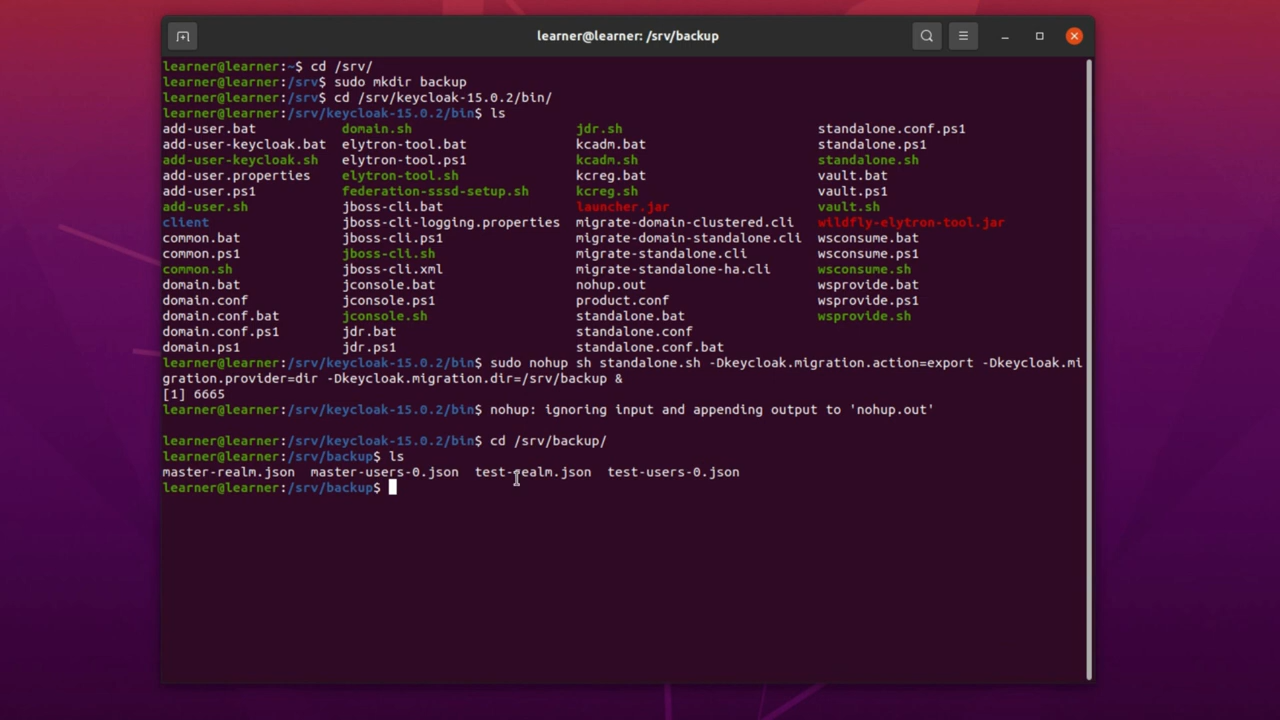 learner@learner: /srv/backup
learner@learner:~$ cd /srv/
learner@learner:/srv$ sudo mkdir backup
learner@learner:/srv$ cd /srv/keycloak-15.0.2/bin/
learner@learner:/srv/keycloak-15.0.2/bin$ ls
add-user.bat domain.sh jdr.sh standalone.conf.ps1
add-user-keycloak.bat elytron-tool.bat kcadm.bat standalone.ps1
add-user-keycloak.sh elytron-tool.ps1 kcadm.sh standalone.sh
add-user.properties elytron-tool.sh kcreg.bat vault.bat
add-user.ps1 federation-sssd-setup.sh kcreg.sh vault.ps1
add-user.sh jboss-cli.bat launcher.jar vault.sh
client jboss-cli-logging.properties migrate-domain-clustered.cli wildfly-elytron-tool.jar
common.bat jboss-cli.ps1 migrate-domain-standalone.cli wsconsume.bat
common.ps1 jboss-cli.sh migrate-standalone.cli wsconsume.ps1
common.sh jboss-cli.xml migrate-standalone-ha.cli wsconsume.sh
domain.bat jconsole.bat nohup.out wsprovide.bat
domain.conf jconsole.ps1 product.conf wsprovide.ps1
domain.conf.bat jconsole.sh standalone.bat wsprovide.sh
domain.conf.ps1 jdr.bat standalone.conf
domain.ps1 jdr.ps1 standalone.conf.bat
learner@learner:/srv/keycloak-15.0.2/bin$ sudo nohup sh standalone.sh -Dkeycloak.migration.action=export -Dkeycloak.mi
gration.provider=dir -Dkeycloak.migration.dir=/srv/backup &
[1] 6665
learner@learner:/srv/keycloak-15.0.2/bin$ nohup: ignoring input and appending output to 'nohup.out'
learner@learner:/srv/keycloak-15.0.2/bin$ cd /srv/backup/
learner@learner:/srv/backup$ ls
master-realm.json master-users-0.json test-realm.json test-users-0.json
learner@learner:/srv/backup$